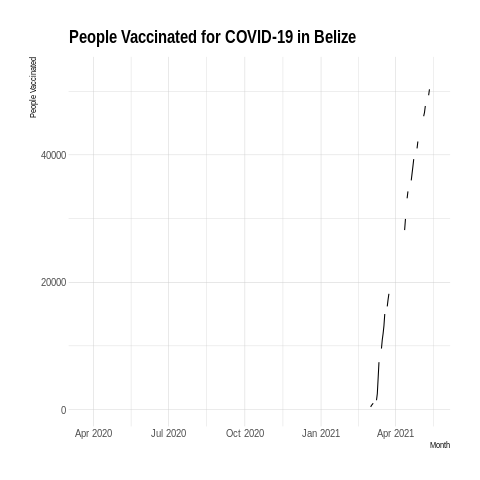 People Vaccinated for COVID-19 in Belize
People Vaccinated
40000
20000
0
Apr 2020 Jul 2020 Oct 2020 Jan 2021 Apr 2021
Month